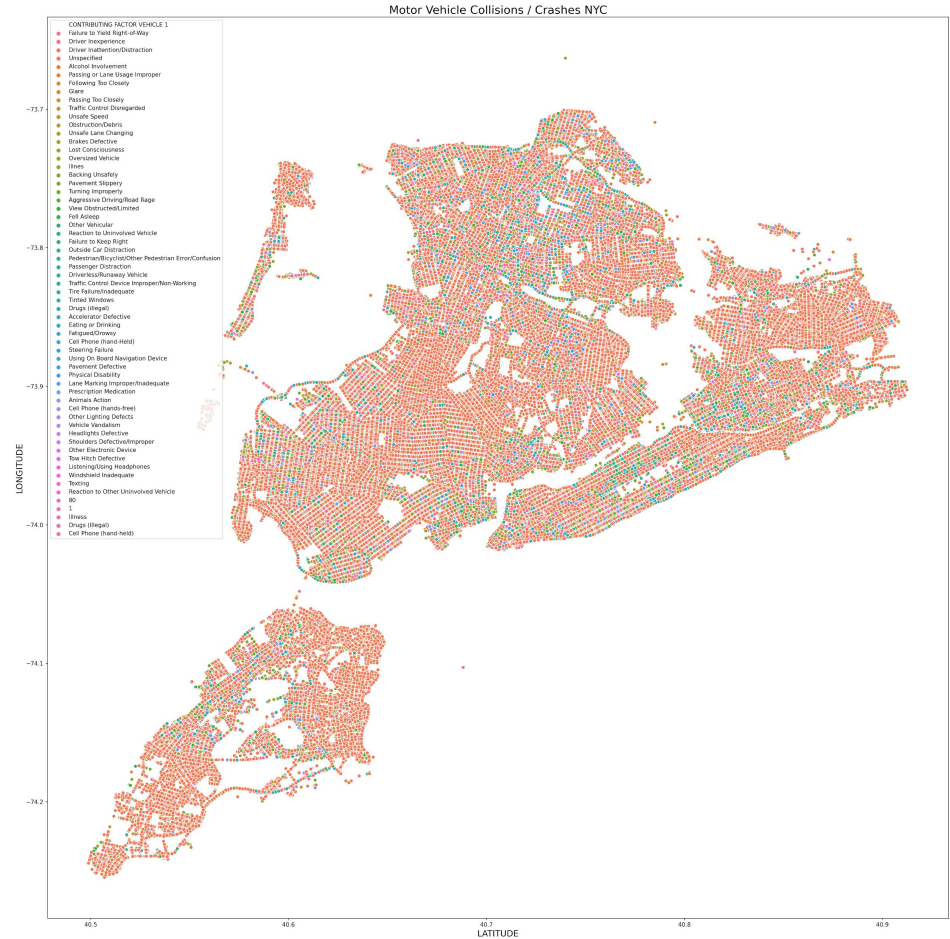 Motor Vehicle Collisions / Crashes NYC
CONTRIBUTING FACTOR VEHICLE 1
Failure to Yield Right-of-Way
Driver Inexperience
Driver Inattention/Distraction
Unspecified
Alcohol Involvement
Passing or Lane Usage Improper
Following Too Closely
Glare
Passing Too Closely
Traffic Control Disregarded
Unsafe Speed
Obstruction/Debris
Unsafe Lane Changing
Brakes Defective
Lost Consciousness
Oversized Vehicle
Illnes
Backing Unsafely
Pavement Slippery
Turning Improperly
Aggressive Driving/Road Rage
View Obstructed/Limited
Fell Asleep
Other Vehicular
Reaction to Uninvolved Vehicle
Failure to Keep Right
Outside Car Distraction
Pedestrian/Bicyclist/Other Pedestrian Error/Confusion
Passenger Distraction
Driverless/Runaway Vehicle
Traffic Control Device Improper/Non-Working
Tire Failure/Inadequate
Tinted Windows
Drugs (illegal)
Accelerator Defective
Eating or Drinking
Fatigued/Drowsy
Cell Phone (hand-Held)
Steering Failure
Using On Board Navigation Device
Pavement Defective
Physical Disability
Lane Marking Improper/Inadequate
Prescription Medication
Animals Action
Cell Phone (hands-free)
Other Lighting Defects
Vehicle Vandalism
Headlights Defective
Shoulders Defective/Improper
Other Electronic Device
Tow Hitch Defective
Listening/Using Headphones
Windshield Inadequate
Texting
Reaction to Other Uninvolved Vehicle
80
1
Illness
Drugs (Illegal)
Cell Phone (hand-held)
−73.7
−73.8
−73.9
−74.0
−74.1
−74.2
LONGITUDE
40.5
40.6
40.7
40.8
40.9
LATITUDE